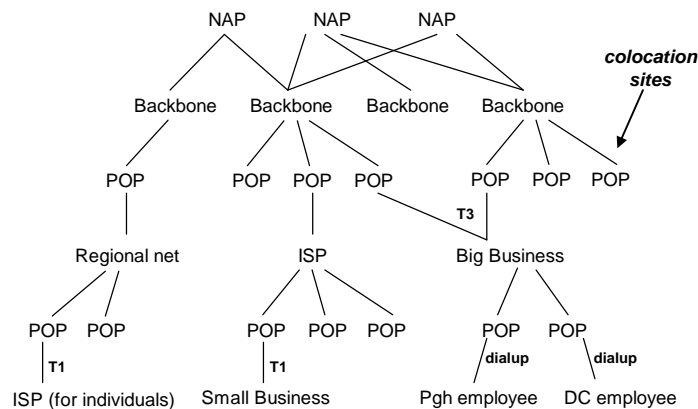 NAP NAP NAP
colocation
sites
Backbone Backbone Backbone Backbone
POP POP POP POP POP POP POP
T3
Regional net ISP Big Business
POP POP POP POP POP POP POP
T1 T1 dialup dialup
ISP (for individuals) Small Business Pgh employee DC employee